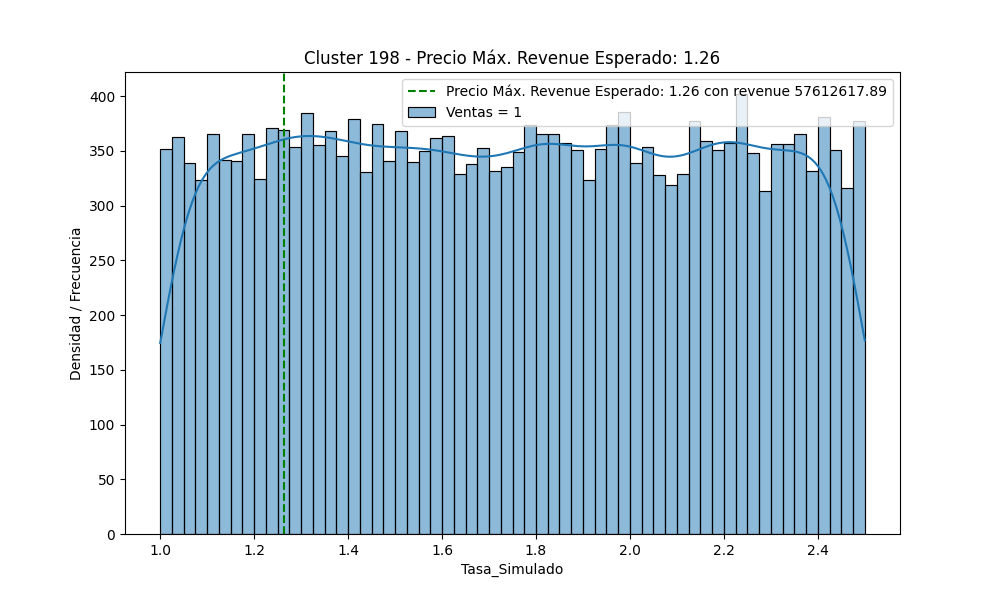 Cluster 198 - Precio Máx. Revenue Esperado: 1.26
Precio Máx. Revenue Esperado: 1.26 con revenue 57612617.89
Ventas = 1
Densidad / Frecuencia
400
350
300
250
200
150
100
50
0
1.0 1.2 1.4 1.6 1.8 2.0 2.2 2.4
Tasa_Simulado